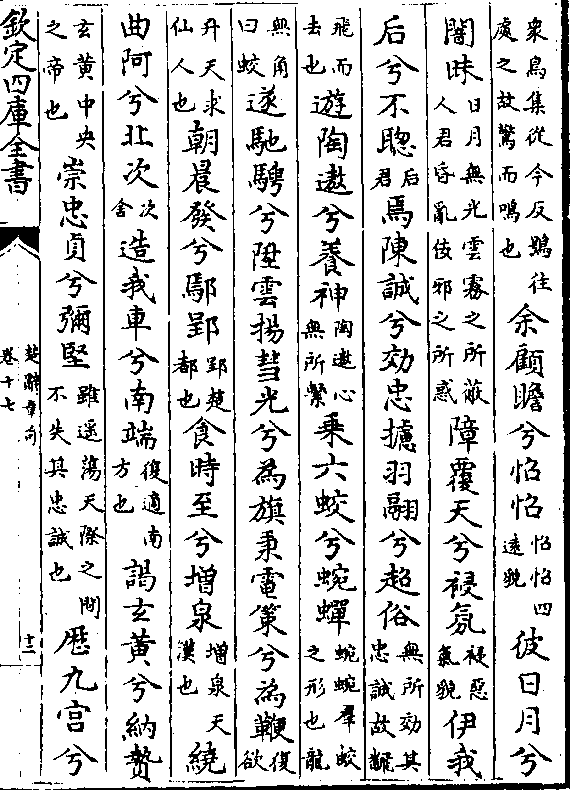 衆鳥集從今反鵶往處之故驚而鳴也余顧瞻兮怊怊怊怊四遠貌彼日月兮
闇昧日月無光雲霧之所蔽人君昏亂佞邪之所惑障覆天兮祲氛祲惡氣貌伊我
后兮不聰后君焉陳誠兮効忠攄羽翮兮超俗無所効其忠誠故翻
飛而去也遊陶遨兮養神陶遨心無所繫乗六蛟兮蜿蟬蜿蜿羣蛟之形也龍
無角曰蛟遂馳騁兮陞雲揚彗光兮為旗秉電策兮為鞭復欲
升天求仙人也朝晨發兮鄢郢郢楚都也食時至兮增泉增泉天漢也繞
曲阿兮北次次舍造我車兮南端復適南方也謁玄黄兮納贄
玄黄中央之帝也崇忠貞兮彌堅雖遥蕩天際之間不失其忠誠也歴九宫兮
欽定四庫全書
楚辭章句
卷十七
十二